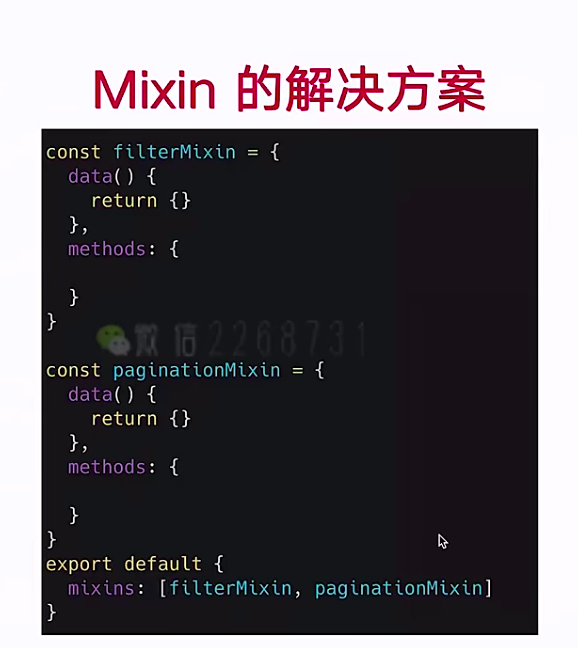 Mixin 的解决方案
const filterMixin = {
  data() {
    return {}
  },
  methods: {

  }
}
微信2268731
const paginationMixin = {
  data() {
    return {}
  },
  methods: {

  }
}
export default {
  mixins: [filterMixin, paginationMixin]
}